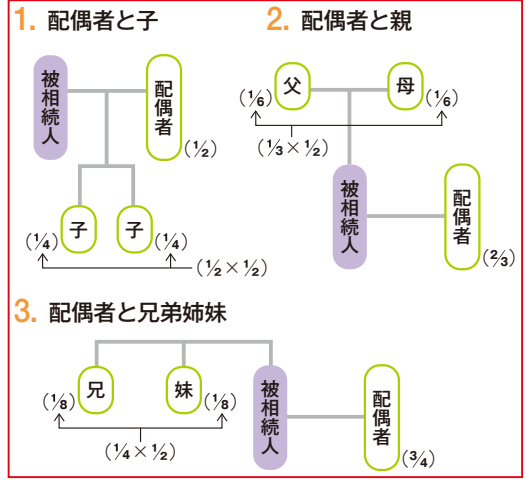 1. 配偶者と子
被相続人
配偶者
(½)
(¼)
子
子
(¼)
(½×½)
2. 配偶者と親
(⅙)
父
母
(⅙)
(⅓×½)
被相続人
配偶者
(⅔)
3. 配偶者と兄弟姉妹
(⅛)
兄
妹
(⅛)
(¼×½)
被相続人
配偶者
(¾)